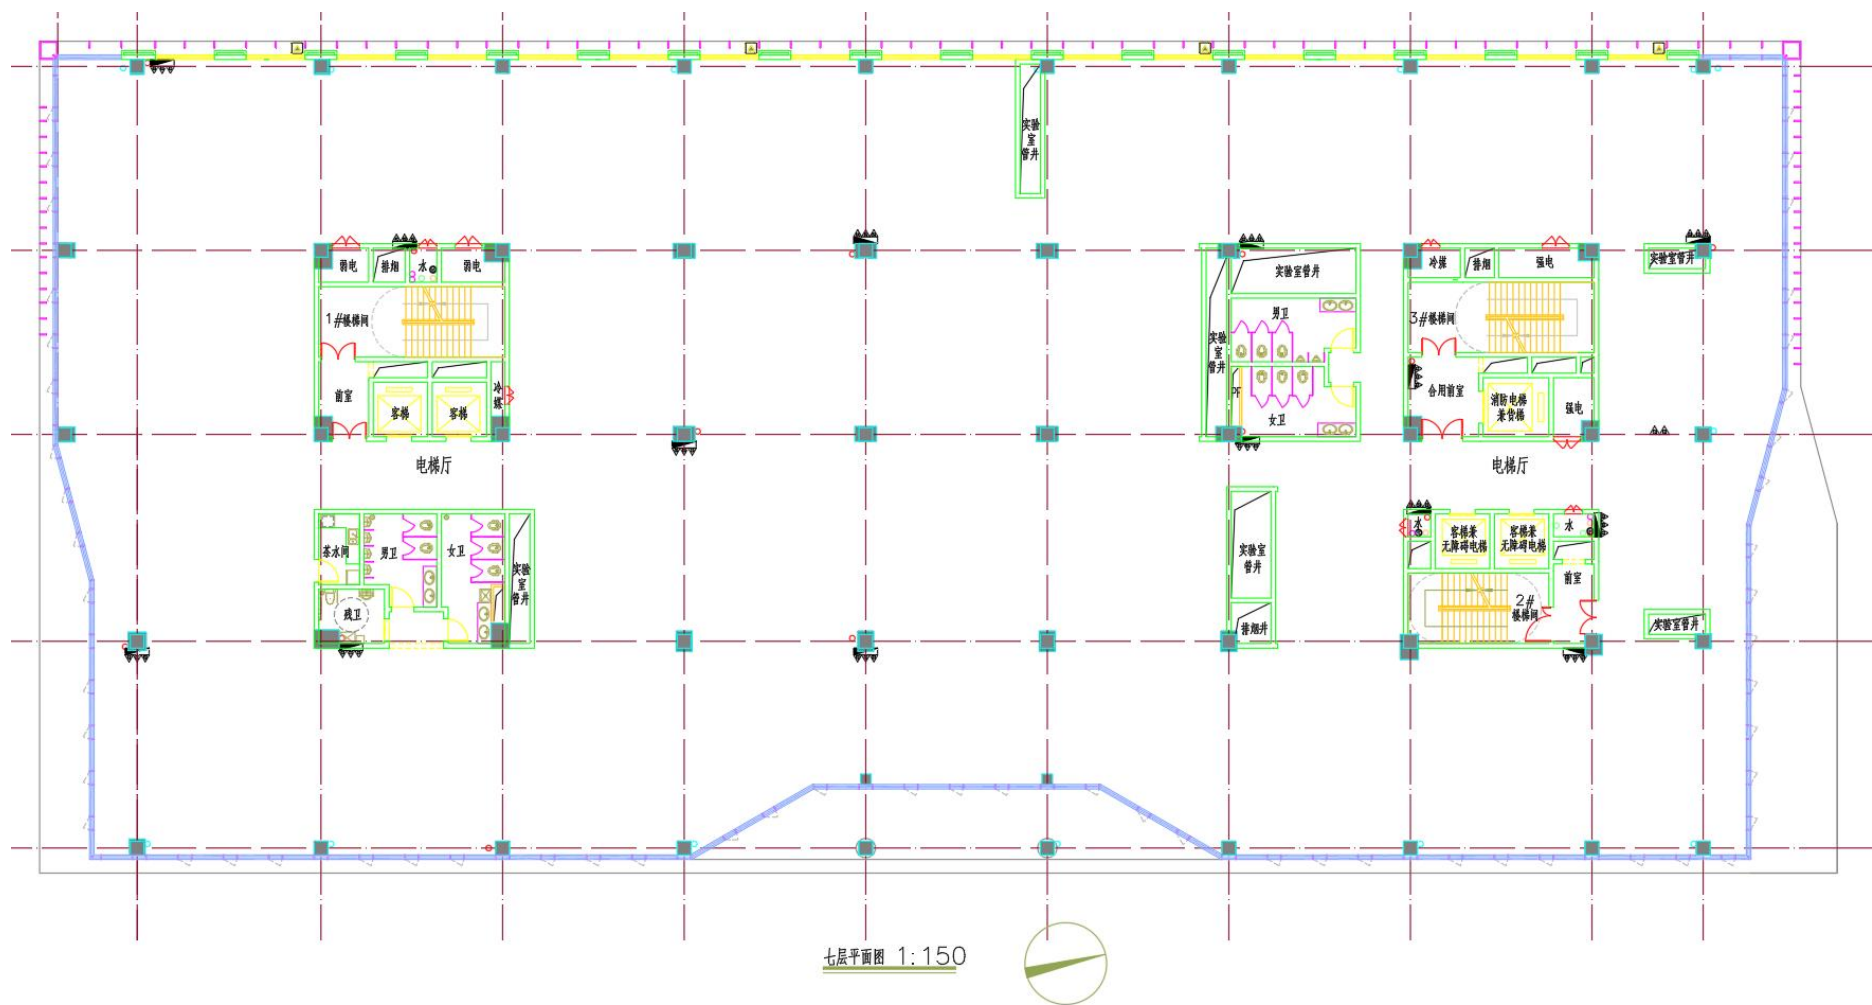 实验
室
管井
弱电
排烟
水
弱电
1#楼梯间
前室
客梯
客梯
冷
媒
电梯厅
茶水间
男卫
女卫
残卫
实验
室
管井
实验室管井
实验
室
管井
男卫
PF
女卫
冷媒
排烟
强电
3#楼梯间
合用前室
消防电梯
兼货梯
强电
实验室管井
电梯厅
实验室
管井
排烟井
水
客梯兼
无障碍电梯
客梯兼
无障碍电梯
水
前室
2#
楼梯间
实验室管井
七层平面图 1:150